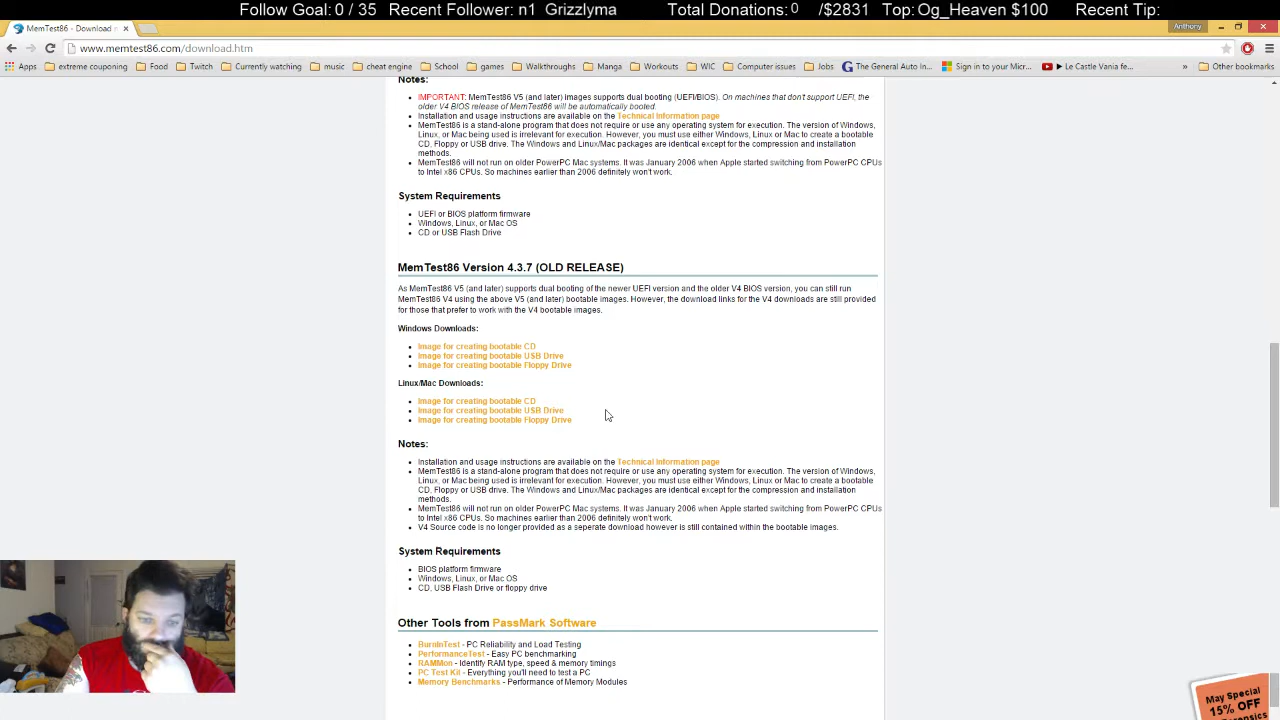 Follow Goal: 0 / 35 Recent Follower: n1 Grizzlyma Total Donations: 0 /$2831 Top: Og_Heaven $100 Recent Tip:
MemTest86 - Download n
Anthony
www.memtest86.com/download.htm
Apps extreme couponing Food Twitch Currently watching music cheat engine School games Walkthroughs Manga Workouts WIC Computer issues Jobs The General Auto In... Sign in to your Micr... Le Castle Vania fe... » Other bookmarks
Notes:
IMPORTANT: MemTest86 V5 (and later) images supports dual booting (UEFI/BIOS). On machines that don't support UEFI, the
older V4 BIOS release of MemTest86 will be automatically booted.
Installation and usage instructions are available on the Technical Information page
MemTest86 is a stand-alone program that does not require or use any operating system for execution. The version of Windows,
Linux, or Mac being used is irrelevant for execution. However, you must use either Windows, Linux or Mac to create a bootable
CD, Floppy or USB drive. The Windows and Linux/Mac packages are identical except for the compression and installation
methods.
MemTest86 will not run on older PowerPC Mac systems. It was January 2006 when Apple started switching from PowerPC CPUs
to Intel x86 CPUs. So machines earlier than 2006 definitely won't work.
System Requirements
UEFI or BIOS platform firmware
Windows, Linux, or Mac OS
CD or USB Flash Drive
MemTest86 Version 4.3.7 (OLD RELEASE)
As MemTest86 V5 (and later) supports dual booting of the newer UEFI version and the older V4 BIOS version, you can still run
MemTest86 V4 using the above V5 (and later) bootable images. However, the download links for the V4 downloads are still provided
for those that prefer to work with the V4 bootable images.
Windows Downloads:
Image for creating bootable CD
Image for creating bootable USB Drive
Image for creating bootable Floppy Drive
Linux/Mac Downloads:
Image for creating bootable CD
Image for creating bootable USB Drive
Image for creating bootable Floppy Drive
Notes:
Installation and usage instructions are available on the Technical Information page
MemTest86 is a stand-alone program that does not require or use any operating system for execution. The version of Windows,
Linux, or Mac being used is irrelevant for execution. However, you must use either Windows, Linux or Mac to create a bootable
CD, Floppy or USB drive. The Windows and Linux/Mac packages are identical except for the compression and installation
methods.
MemTest86 will not run on older PowerPC Mac systems. It was January 2006 when Apple started switching from PowerPC CPUs
to Intel x86 CPUs. So machines earlier than 2006 definitely won't work.
V4 Source code is no longer provided as a seperate download however is still contained within the bootable images.
System Requirements
BIOS platform firmware
Windows, Linux, or Mac OS
CD, USB Flash Drive or floppy drive
Other Tools from PassMark Software
BurnInTest - PC Reliability and Load Testing
PerformanceTest - Easy PC benchmarking
RAMMon - Identify RAM type, speed & memory timings
PC Test Kit - Everything you'll need to test a PC
Memory Benchmarks - Performance of Memory Modules
May Special
15% OFF